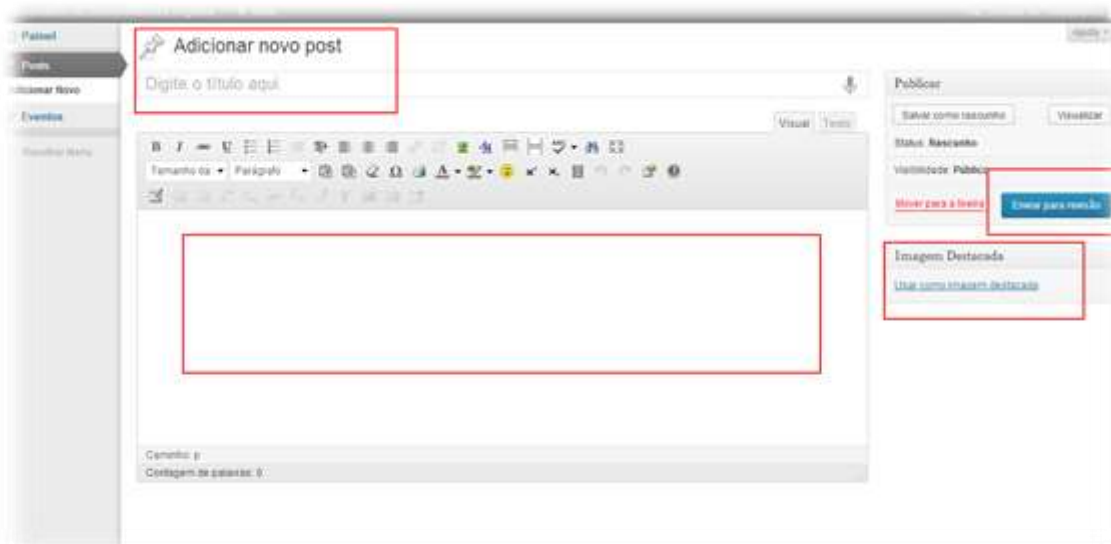 Painel
Posts
Adicionar Novo
Eventos
Recolher Menu
Adicionar novo post
Digite o título aqui
Visual Texto
B I U
Tamanho da Parágrafo
Caminho: p
Contagem de palavras: 0
Ajuda
Publicar
Salvar como rascunho Visualizar
Status: Rascunho
Visibilidade: Público
Mover para a lixeira Enviar para revisão
Imagem Destacada
Usar como imagem destacada